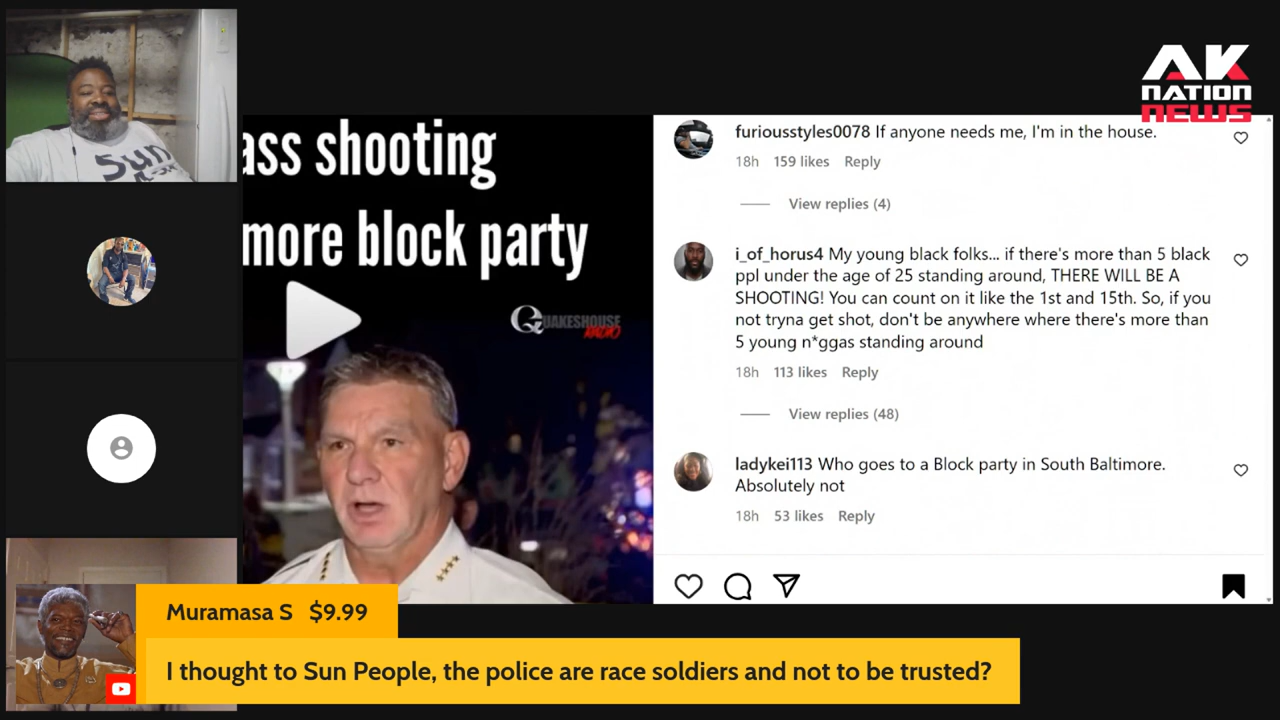 Sun
AK
NATION
NEWS
ass shooting
more block party
QUAKESHOUSE
RADIO
furiousstyles0078 If anyone needs me, I'm in the house.
18h 159 likes Reply
View replies (4)
i_of_horus4 My young black folks... if there's more than 5 black
ppl under the age of 25 standing around, THERE WILL BE A
SHOOTING! You can count on it like the 1st and 15th. So, if you
not tryna get shot, don't be anywhere where there's more than
5 young n*ggas standing around
18h 113 likes Reply
View replies (48)
ladykei113 Who goes to a Block party in South Baltimore.
Absolutely not
18h 53 likes Reply
Muramasa S $9.99
I thought to Sun People, the police are race soldiers and not to be trusted?